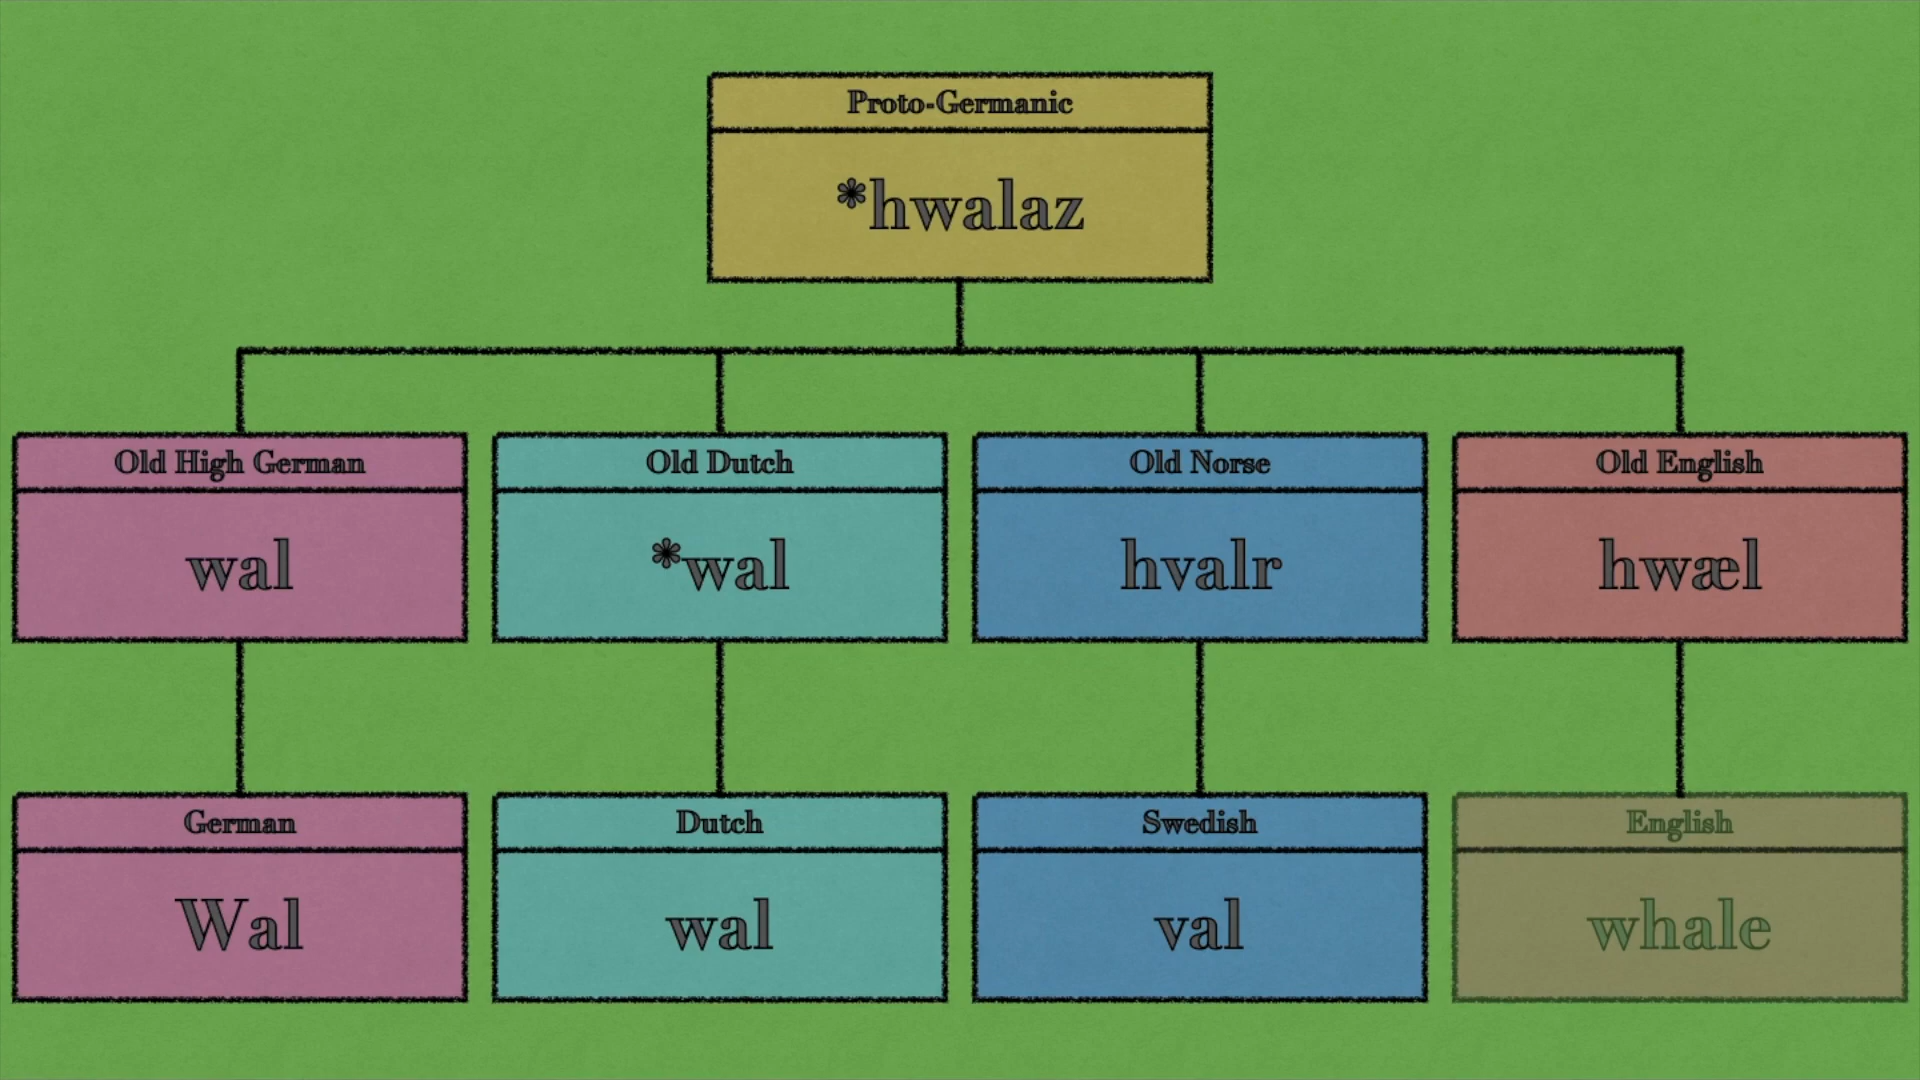 Proto-Germanic
*hwalaz
Old High German
wal
Old Dutch
*wal
Old Norse
hvalr
Old English
hwæl
German
Wal
Dutch
wal
Swedish
val
English
whale